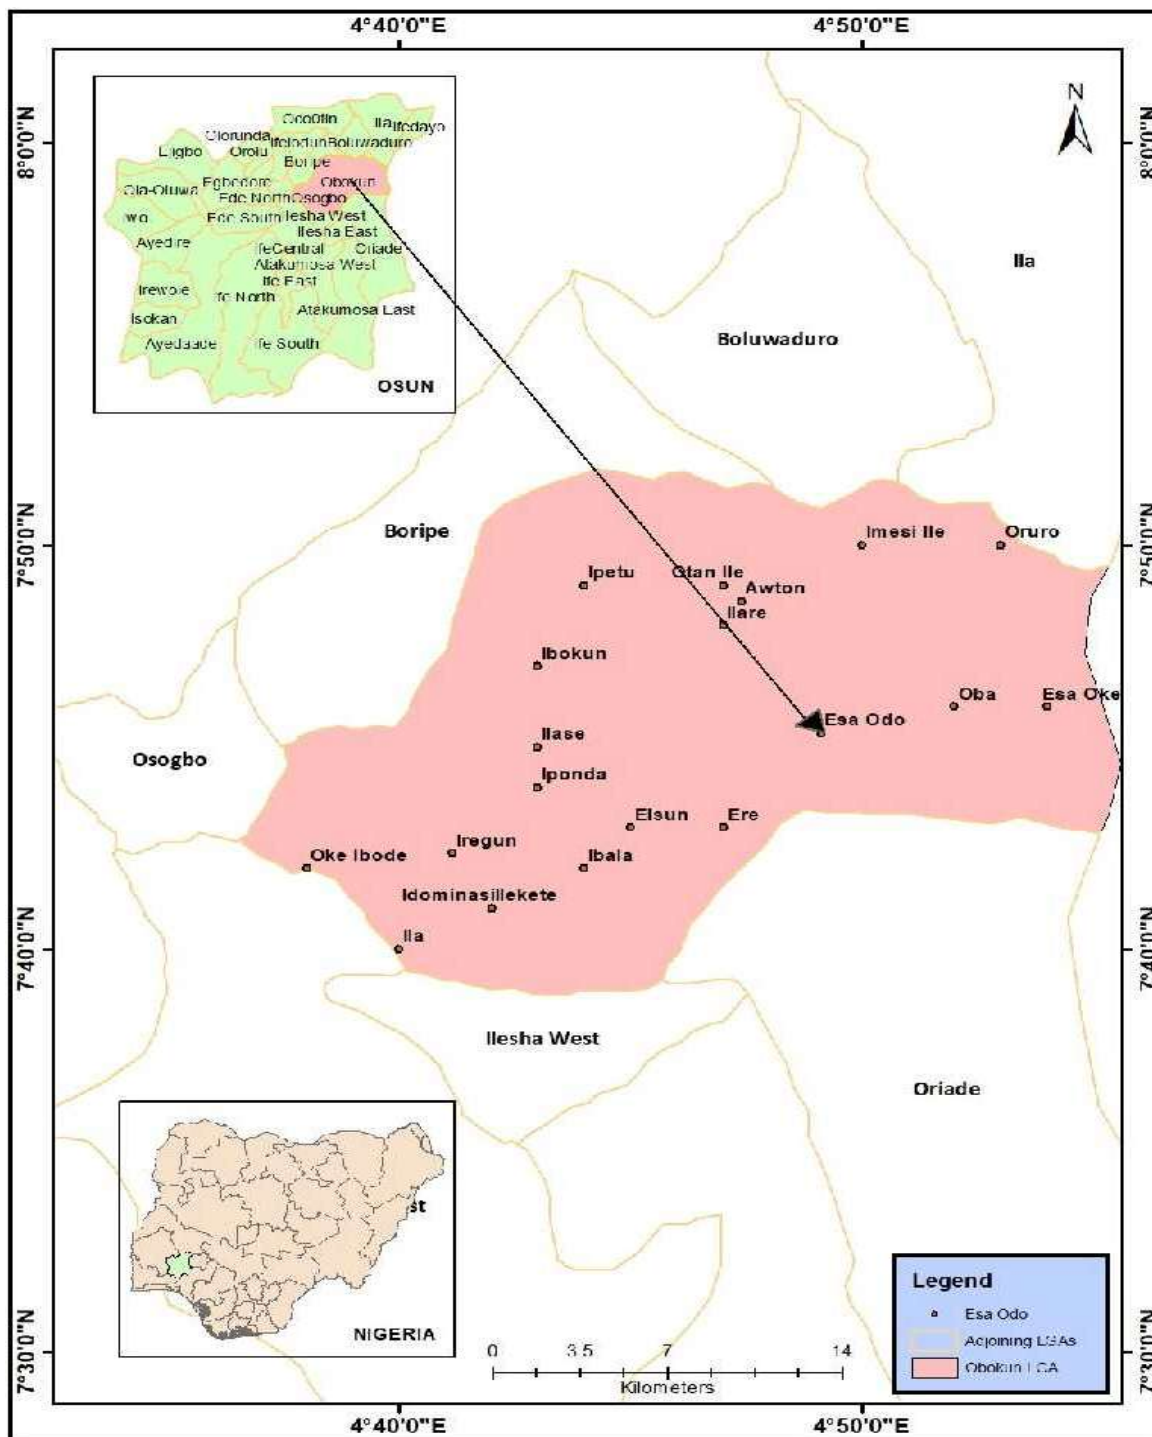 4°40'0"E 4°50'0"E
N
8°0'0"N 8°0'0"N
Ila
Ifedayo
Olorunda
Boluwaduro
Ejigbo
Orolu
Boripe
Obokun
Egbedore
Ola-Oluwa
Ede North
Osogbo
Iwo
Ede South
Ilesha West
Ilesha East
Ayedire
IfeCentral
Oriade
Atakumosa West
Ife East
Irewole
Ife North
Isokan
Atakumosa East
Ayedaade
Ife South
OSUN
Ila
Boluwaduro
Boripe
Imesi Ile
Oruro
7°50'0"N 7°50'0"N
Ipetu
Otan Ile
Awton
Ilare
Ibokun
Oba
Esa Oke
Esa Odo
Ilase
Osogbo
Iponda
Elsun
Ere
Iregun
Oke Ibode
Ibala
Idominasillekete
Ila
7°40'0"N 7°40'0"N
Ilesha West
Oriade
st
NIGERIA
Legend
Esa Odo
Adjoining LGAs
Obokun LGA
0 3.5 7 14
Kilometers
7°30'0"N 7°30'0"N
4°40'0"E 4°50'0"E